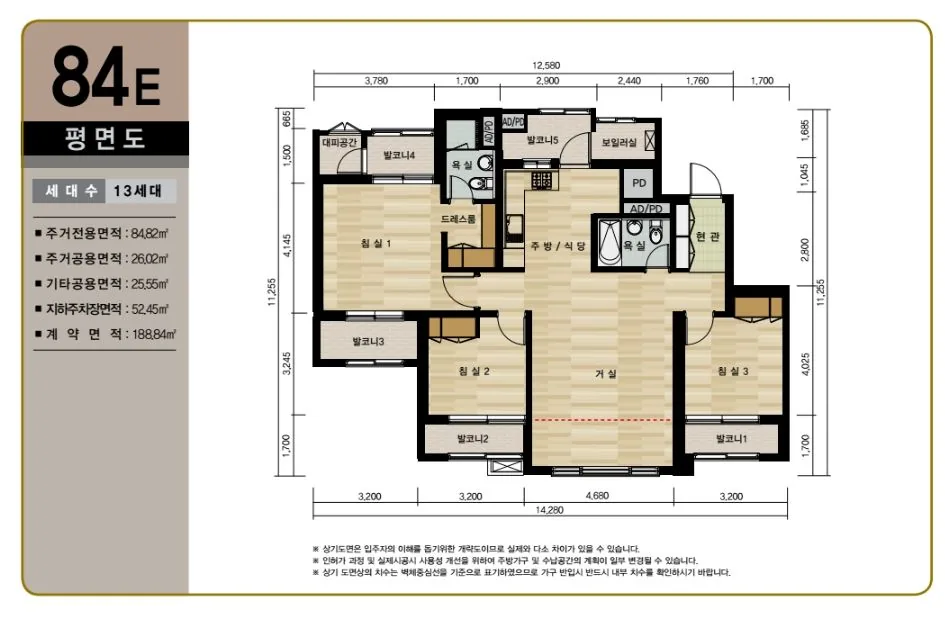 84E
평면도
세대수 13세대
■ 주거전용면적 : 84.82㎡
■ 주거공용면적 : 26.02㎡
■ 기타공용면적 : 25.55㎡
■ 지하주차장면적 : 52.45㎡
■ 계 약 면 적 : 188.84㎡
12,580
3,780 1,700 2,900 2,440 1,760 1,700
665
1,500
4,145
11,255
3,245
1,700
대피공간
발코니4
욕실
AD/PD
AD/PD
발코니5
보일러실
PD
AD/PD
드레스룸
침실 1
주방/식당
욕실
현관
발코니3
침실 2
거실
침실 3
발코니2
발코니1
1,685
1,045
2,800
11,255
4,025
1,700
3,200 3,200 4,680 3,200
14,280
※ 상기도면은 입주자의 이해를 돕기위한 개략도이므로 실제와 다소 차이가 있을 수 있습니다.
※ 인허가 과정 및 실제시공시 사용성 개선을 위하여 주방가구 및 수납공간의 계획이 일부 변경될 수 있습니다.
※ 상기 도면상의 치수는 벽체중심선을 기준으로 표기하였으므로 가구 반입시 반드시 내부 치수를 확인하시기 바랍니다.